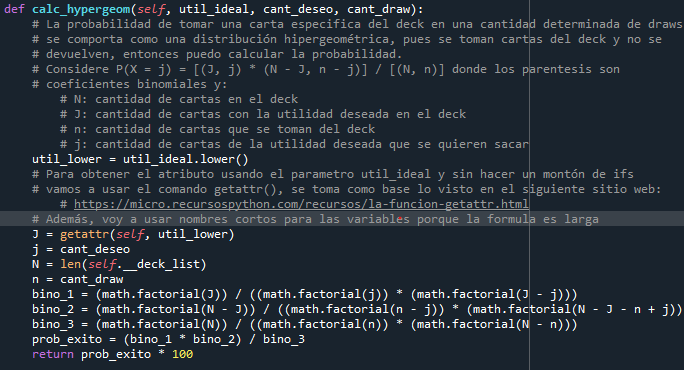 def calc_hypergeom(self, util_ideal, cant_deseo, cant_draw):
    # La probabilidad de tomar una carta especifica del deck en una cantidad determinada de draws
    # se comporta como una distribución hipergeométrica, pues se toman cartas del deck y no se
    # devuelven, entonces puedo calcular la probabilidad.
    # Considere P(X = j) = [(J, j) * (N - J, n - j)] / [(N, n)] donde los parentesis son
    # coeficientes binomiales y:
        # N: cantidad de cartas en el deck
        # J: cantidad de cartas con la utilidad deseada en el deck
        # n: cantidad de cartas que se toman del deck
        # j: cantidad de cartas de la utilidad deseada que se quieren sacar
    util_lower = util_ideal.lower()
    # Para obtener el atributo usando el parametro util_ideal y sin hacer un montón de ifs
    # vamos a usar el comando getattr(), se toma como base lo visto en el siguiente sitio web:
        # https://micro.recursospython.com/recursos/la-funcion-getattr.html
    # Además, voy a usar nombres cortos para las variables porque la formula es larga
    J = getattr(self, util_lower)
    j = cant_deseo
    N = len(self.__deck_list)
    n = cant_draw
    bino_1 = (math.factorial(J)) / ((math.factorial(j)) * (math.factorial(J - j)))
    bino_2 = (math.factorial(N - J)) / ((math.factorial(n - j)) * (math.factorial(N - J - n + j)))
    bino_3 = (math.factorial(N)) / ((math.factorial(n)) * (math.factorial(N - n)))
    prob_exito = (bino_1 * bino_2) / bino_3
    return prob_exito * 100